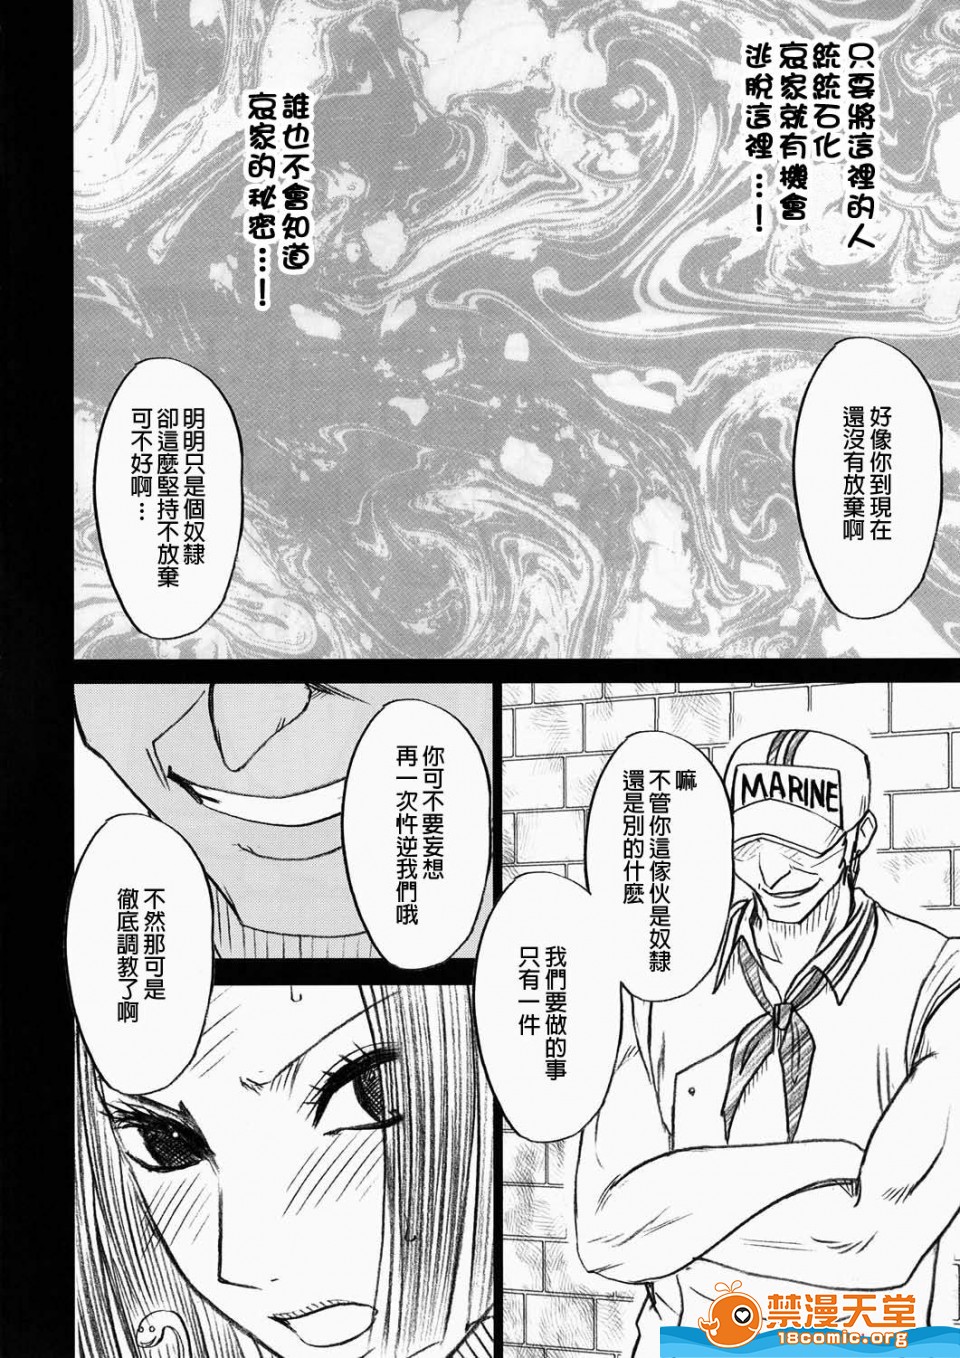 只要將這裡的人
統統石化
哀家就有機會
逃脫這裡…！
誰也不會知道
哀家的秘密…！
好像你到現在
還沒有放棄啊
明明只是個奴隸
卻這麼堅持不放棄
可不好啊…
嘛
不管你這傢伙是奴隸
還是別的什麼
我們要做的事
只有一件
MARINE
你可不要妄想
再一次忤逆我們哦
不然那可是
徹底調教了啊
禁漫天堂
18comic.org